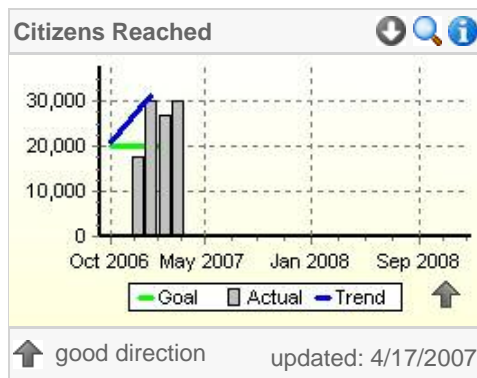 Citizens Reached
30,000
20,000
10,000
0
Oct 2006 May 2007 Jan 2008 Sep 2008
Goal Actual Trend
good direction updated: 4/17/2007